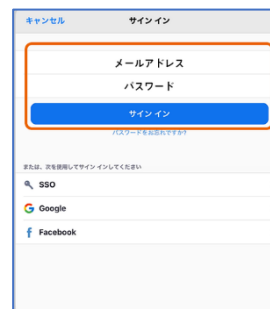 キャンセル
サイン イン
メールアドレス
パスワード
サイン イン
パスワードをお忘れですか?
または、次を使用してサイン インしてください
SSO
Google
Facebook